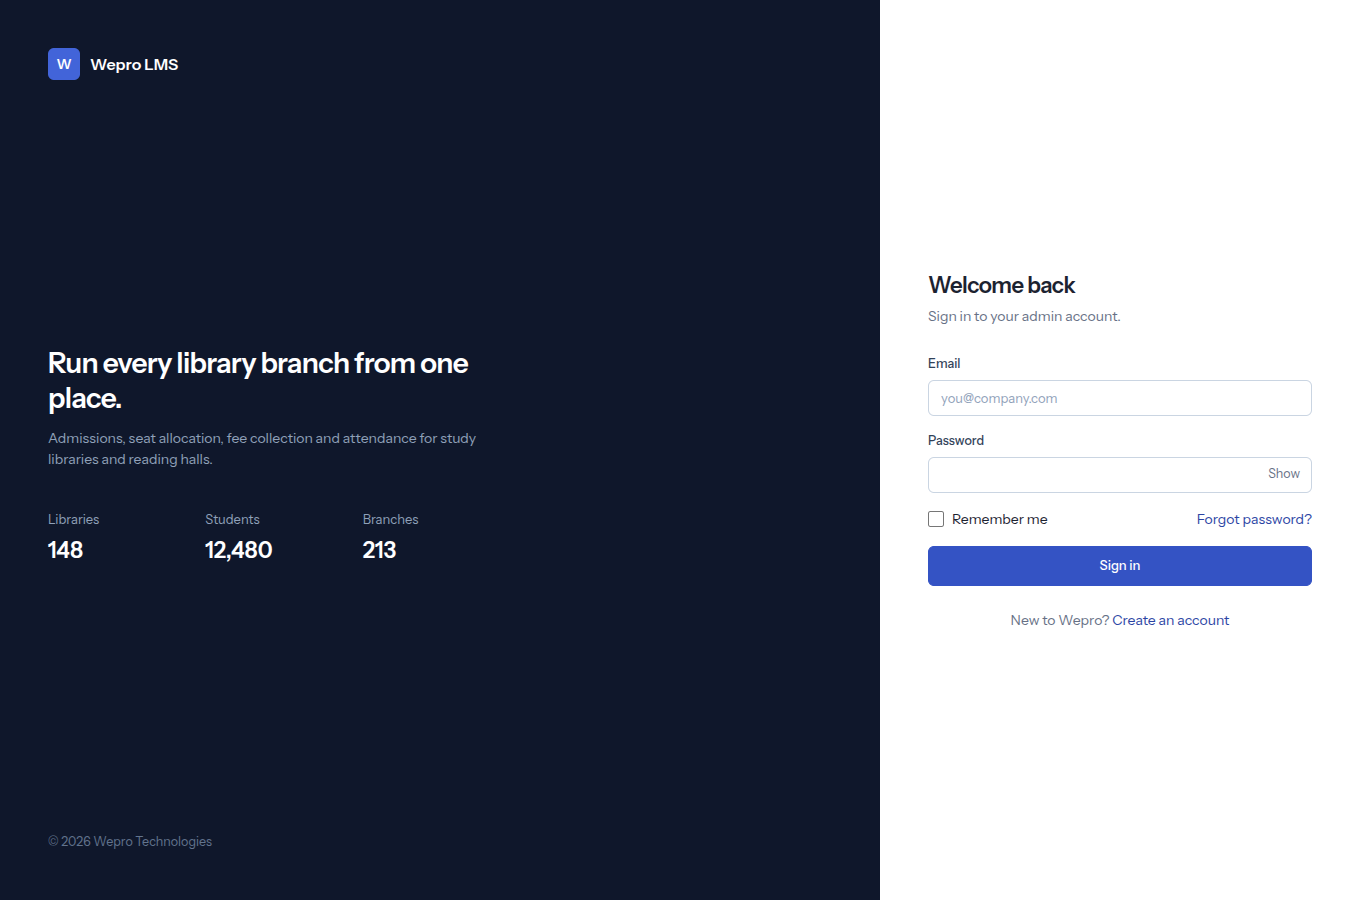 W
Wepro LMS
Run every library branch from one
place.
Admissions, seat allocation, fee collection and attendance for study
libraries and reading halls.
Libraries
Students
Branches
148
12,480
213
© 2026 Wepro Technologies
Welcome back
Sign in to your admin account.
Email
you@company.com
Password
Show
Remember me
Forgot password?
Sign in
New to Wepro? Create an account